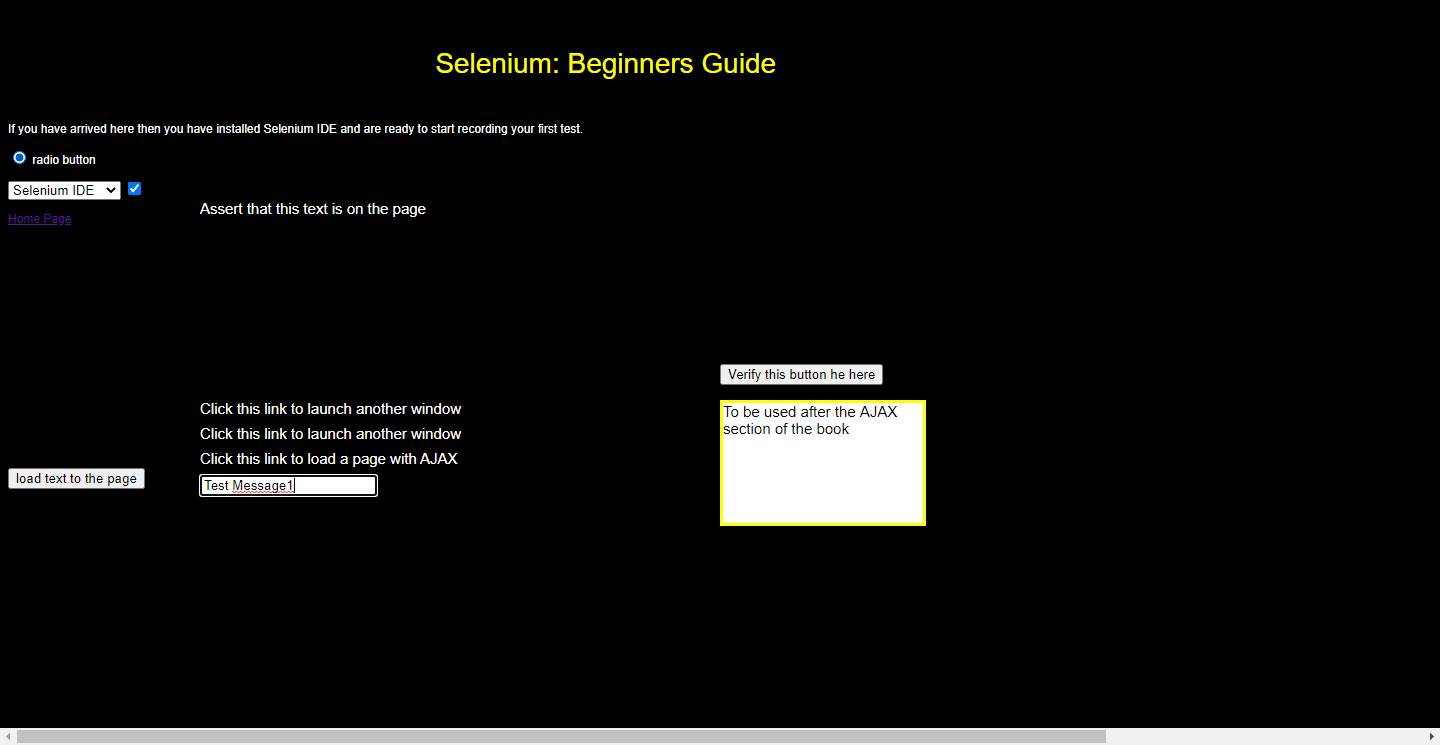 Selenium: Beginners Guide
If you have arrived here then you have installed Selenium IDE and are ready to start recording your first test.
radio button
Selenium IDE
Assert that this text is on the page
Home Page
Verify this button he here
Click this link to launch another window
Click this link to launch another window
Click this link to load a page with AJAX
To be used after the AJAX
section of the book
load text to the page
Test Message1